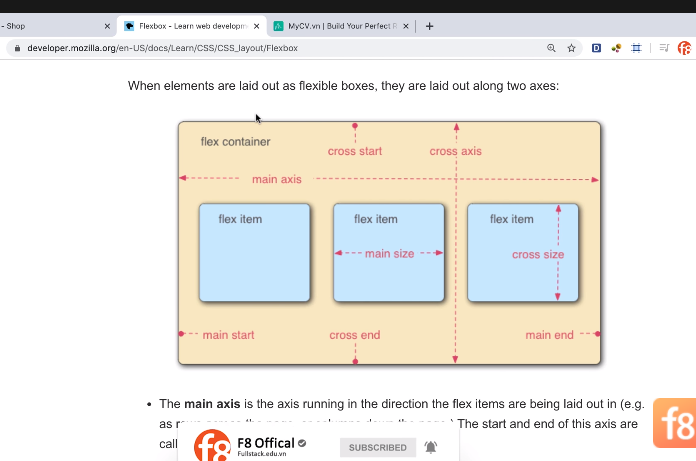 - Shop
Flexbox - Learn web developm
MyCV.vn | Build Your Perfect R
developer.mozilla.org/en-US/docs/Learn/CSS/CSS_layout/Flexbox
When elements are laid out as flexible boxes, they are laid out along two axes:
flex container
cross start
cross axis
main axis
flex item
flex item
flex item
main size
cross size
main start
cross end
main end
• The main axis is the axis running in the direction the flex items are being laid out in (e.g.
as The start and end of this axis are
call
f8
F8 Offical
Fullstack.edu.vn
SUBSCRIBED
f8